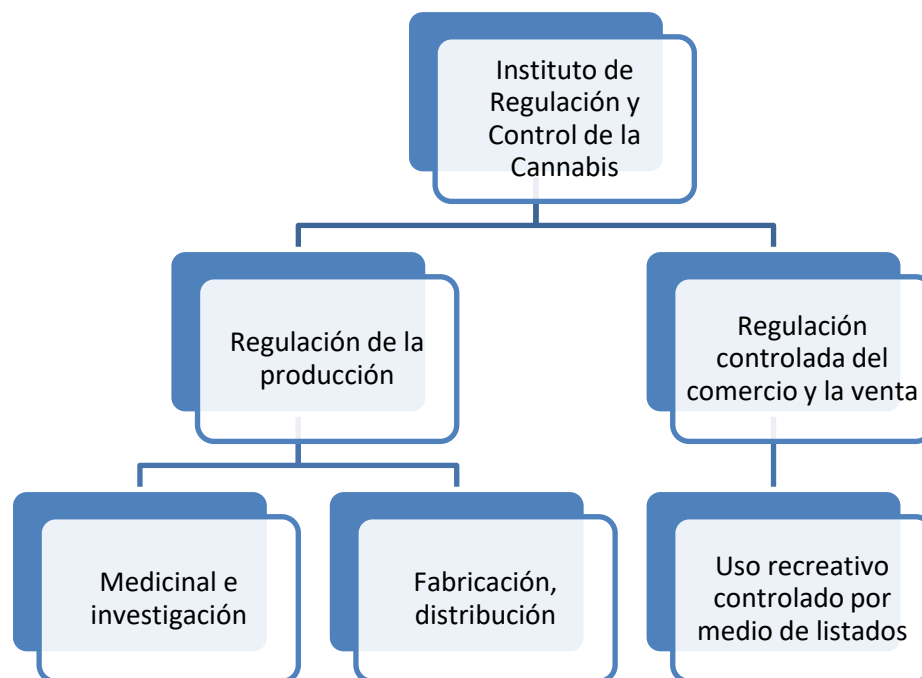 Instituto de
Regulación y
Control de la
Cannabis
Regulación de la
producción
Regulación
controlada del
comercio y la venta
Medicinal e
investigación
Fabricación,
distribución
Uso recreativo
controlado por
medio de listados